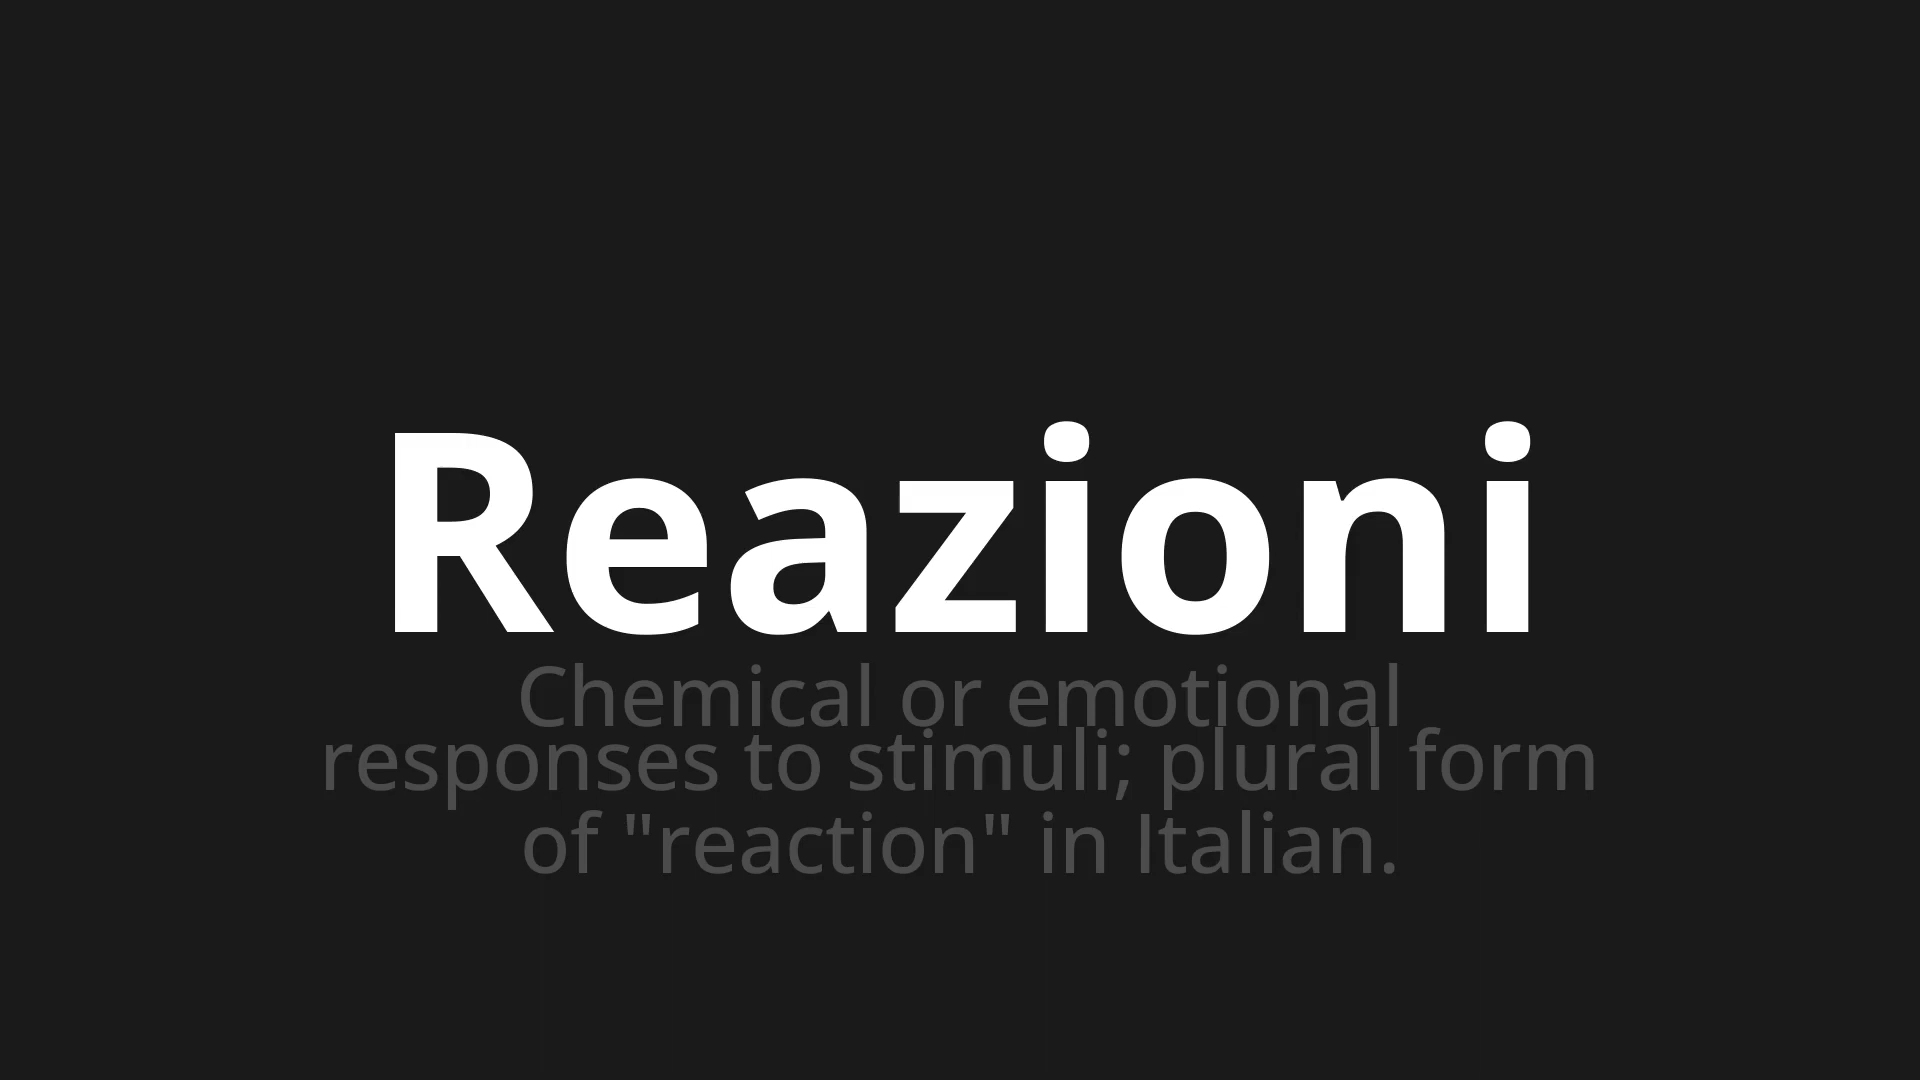 Reazioni
Chemical or emotional
responses to stimuli; plural form
of "reaction" in Italian.